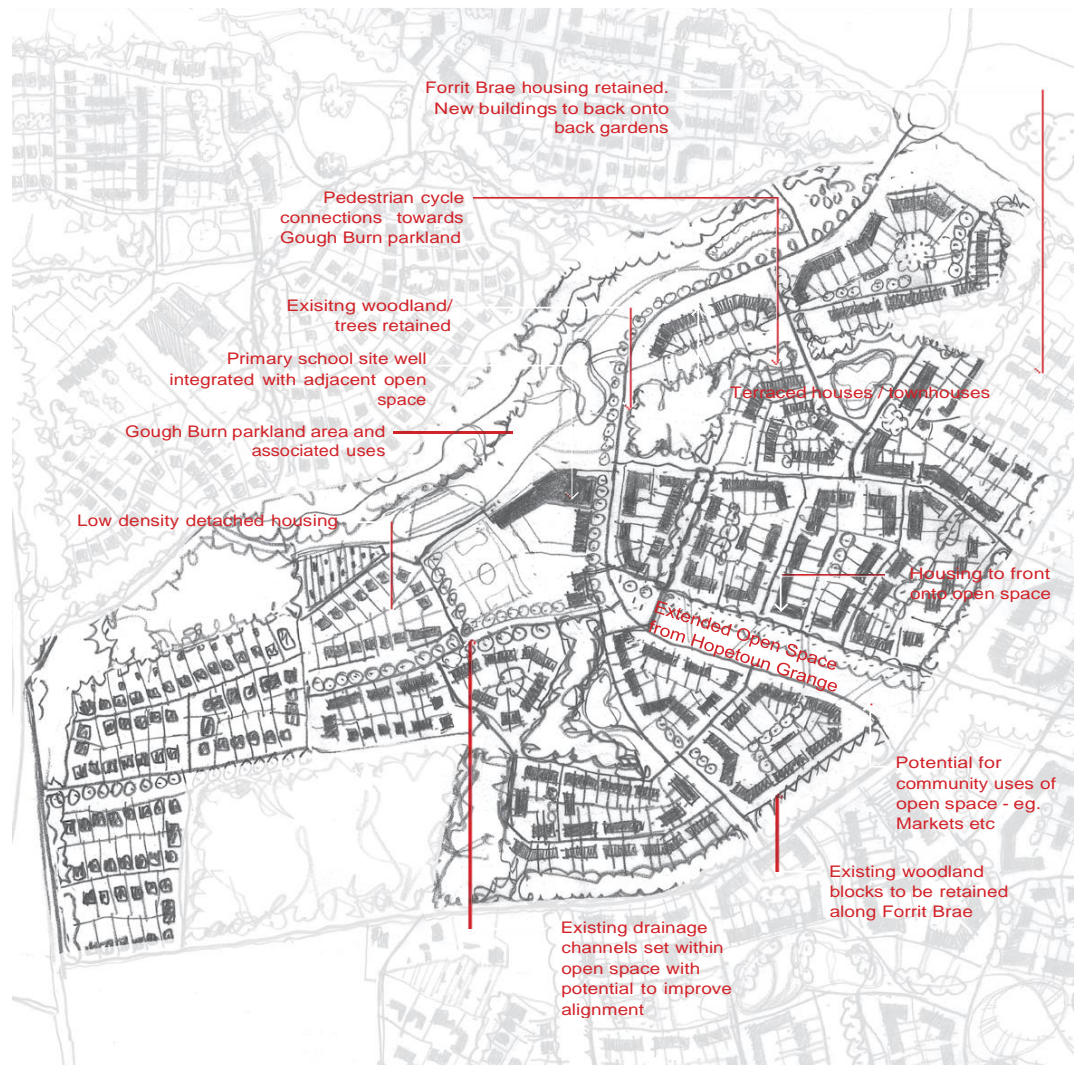 Forrit Brae housing retained.
New buildings to back onto
back gardens
Pedestrian cycle
connections towards
Gough Burn parkland
Exisitng woodland/
trees retained
Primary school site well
integrated with adjacent open
space
Terraced houses / townhouses
Gough Burn parkland area and
associated uses
Low density detached housing
Housing to front
onto open space
Extended Open Space
from Hopetoun Grange
Potential for
community uses of
open space - eg.
Markets etc
Existing woodland
blocks to be retained
along Forrit Brae
Existing drainage
channels set within
open space with
potential to improve
alignment